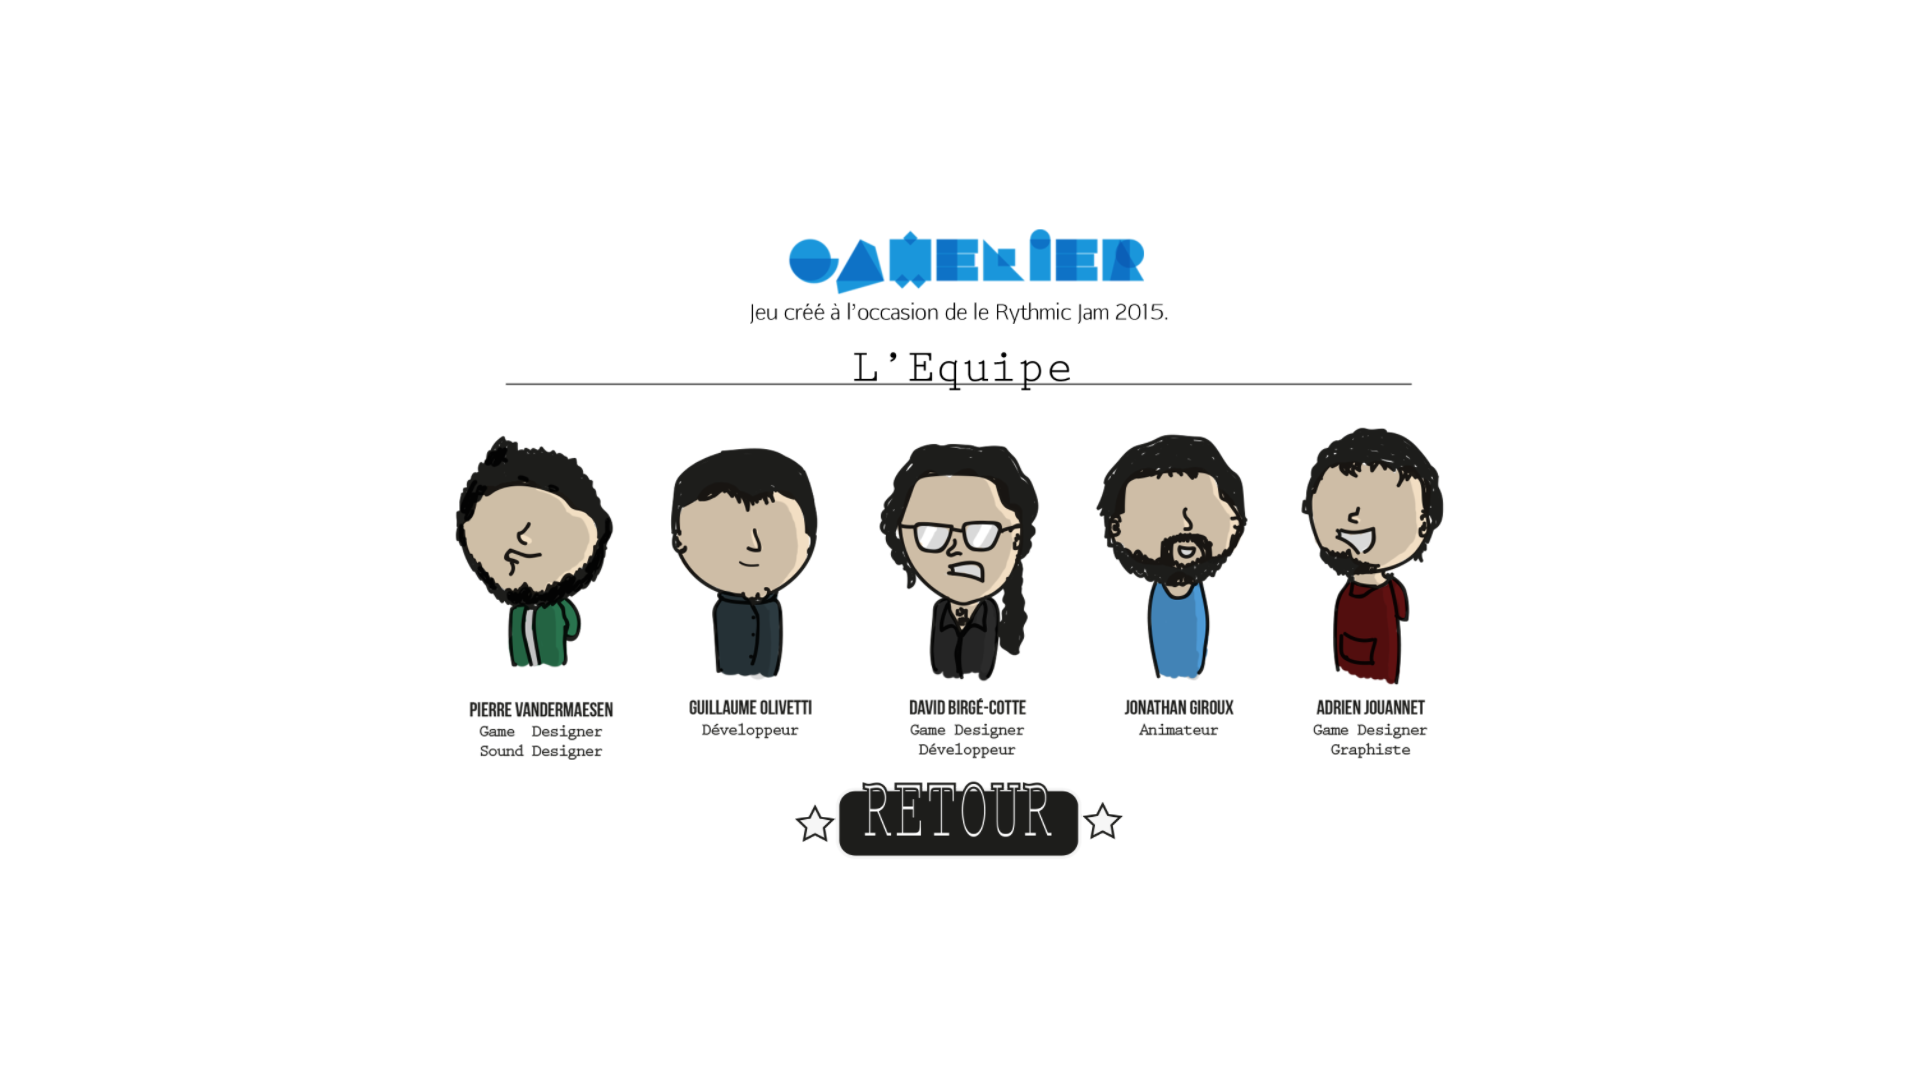 GAMELIER
Jeu créé à l'occasion de le Rythmic Jam 2015.
L'Equipe
PIERRE VANDERMAESEN
Game Designer
Sound Designer
GUILLAUME OLIVETTI
Développeur
DAVID BIRGÉ-COTTE
Game Designer
Développeur
JONATHAN GIROUX
Animateur
ADRIEN JOUANNET
Game Designer
Graphiste
RETOUR